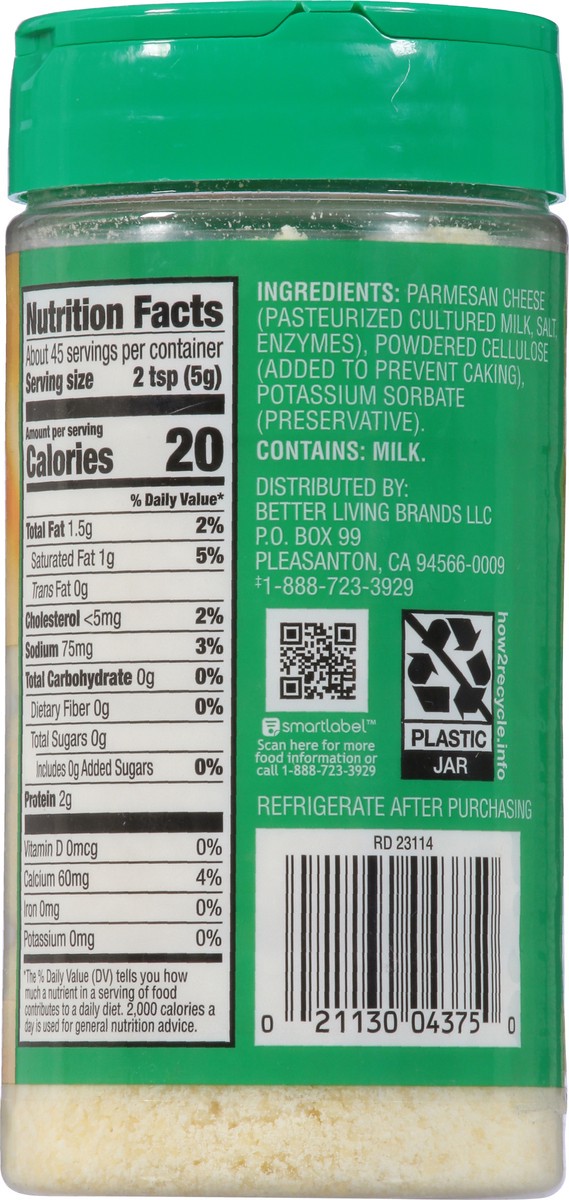 Nutrition Facts
About 45 servings per container
Serving size 2 tsp (5g)
Amount per serving
Calories 20
% Daily Value*
Total Fat 1.5g 2%
Saturated Fat 1g 5%
Trans Fat 0g
Cholesterol <5mg 2%
Sodium 75mg 3%
Total Carbohydrate 0g 0%
Dietary Fiber 0g 0%
Total Sugars 0g
Includes 0g Added Sugars 0%
Protein 2g
Vitamin D 0mcg 0%
Calcium 60mg 4%
Iron 0mg 0%
Potassium 0mg 0%
*The % Daily Value (DV) tells you how
much a nutrient in a serving of food
contributes to a daily diet. 2,000 calories a
day is used for general nutrition advice.
INGREDIENTS: PARMESAN CHEESE
(PASTEURIZED CULTURED MILK, SALT,
ENZYMES), POWDERED CELLULOSE
(ADDED TO PREVENT CAKING),
POTASSIUM SORBATE
(PRESERVATIVE).
CONTAINS: MILK.
DISTRIBUTED BY:
BETTER LIVING BRANDS LLC
P.O. BOX 99
PLEASANTON, CA 94566-0009
‡1-888-723-3929
smartlabel™
Scan here for more
food information or
call 1-888-723-3929
PLASTIC
JAR
how2recycle.info
REFRIGERATE AFTER PURCHASING
RD 23114
0 21130 04375 0